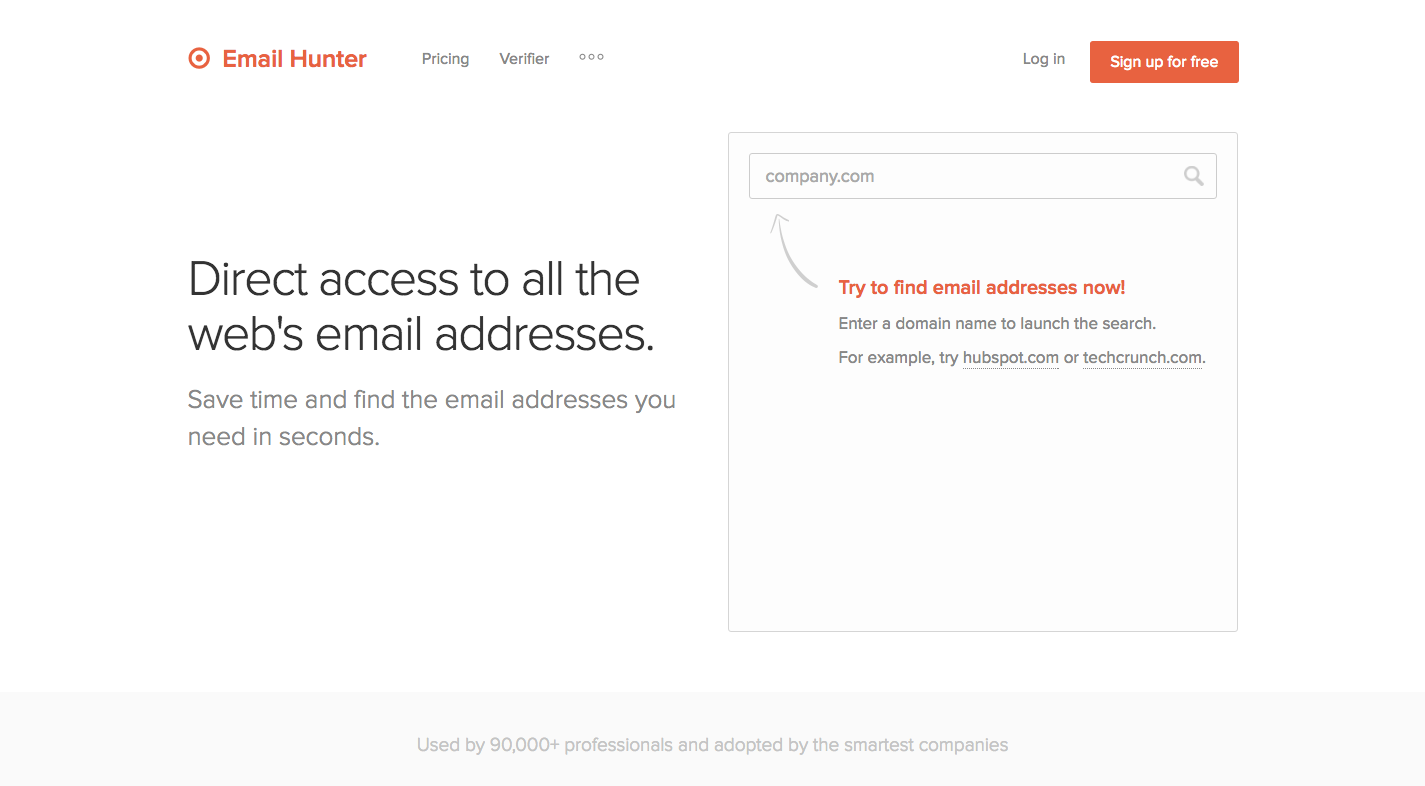 Email Hunter
Pricing
Verifier
Log in
Sign up for free
company.com
Direct access to all the
web's email addresses.
Save time and find the email addresses you
need in seconds.
Try to find email addresses now!
Enter a domain name to launch the search.
For example, try hubspot.com or techcrunch.com.
Used by 90,000+ professionals and adopted by the smartest companies